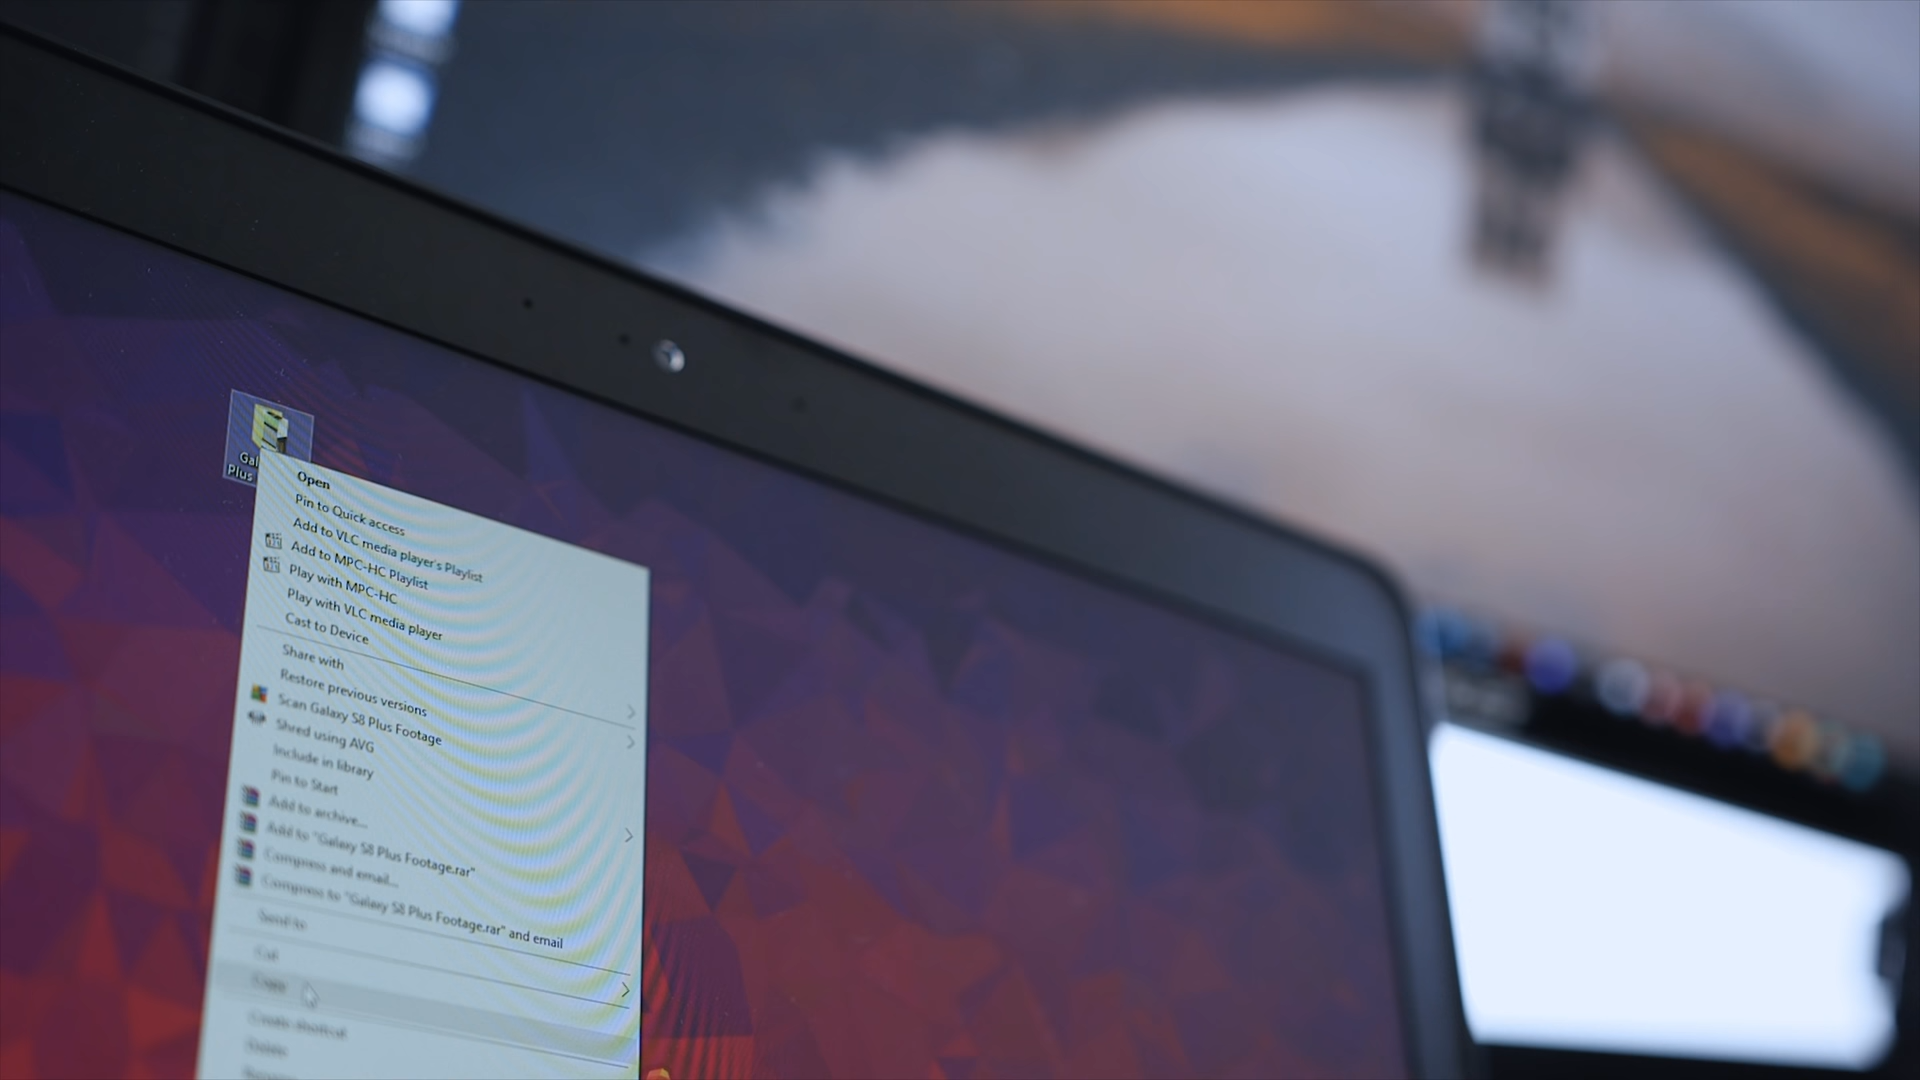 Gal
Plus
Open
Pin to Quick access
Add to VLC media player's Playlist
Add to MPC-HC Playlist
Play with MPC-HC
Play with VLC media player
Cast to Device
Share with
Restore previous versions
Scan Galaxy S8 Plus Footage
Shred using AVG
Include in library
Pin to Start
Add to archive...
Add to "Galaxy S8 Plus Footage.rar"
Compress and email...
Compress to "Galaxy S8 Plus Footage.rar" and email
Send to
Cut
Copy
Create shortcut
Delete